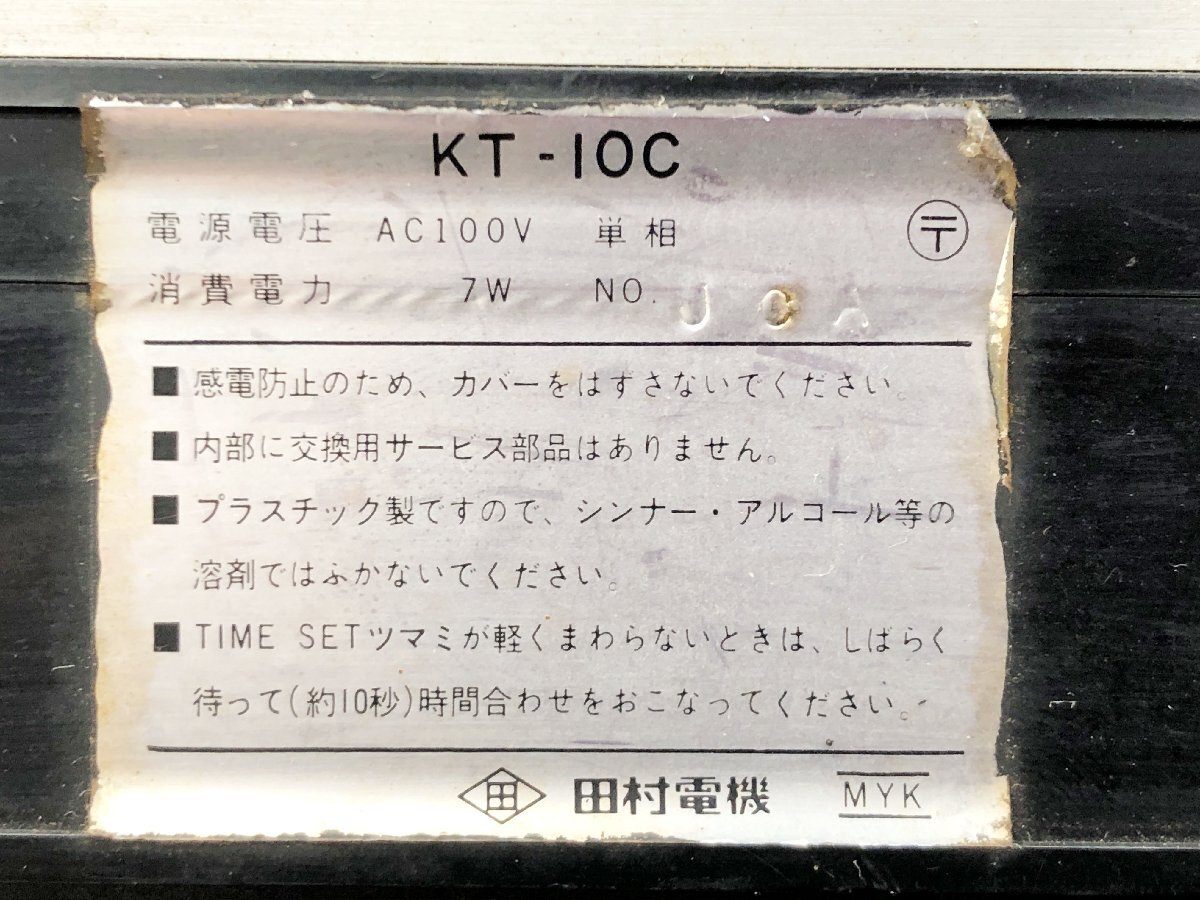 KT-10C
電源電圧 AC100V 単相 〒
消費電力 7W NO. J O A
■ 感電防止のため、カバーをはずさないでください。
■ 内部に交換用サービス部品はありません。
■ プラスチック製ですので、シンナー・アルコール等の
溶剤ではふかないでください。
■ TIME SETツマミが軽くまわらないときは、しばらく
待って(約10秒)時間合わせをおこなってください。
田 田村電機 MYK